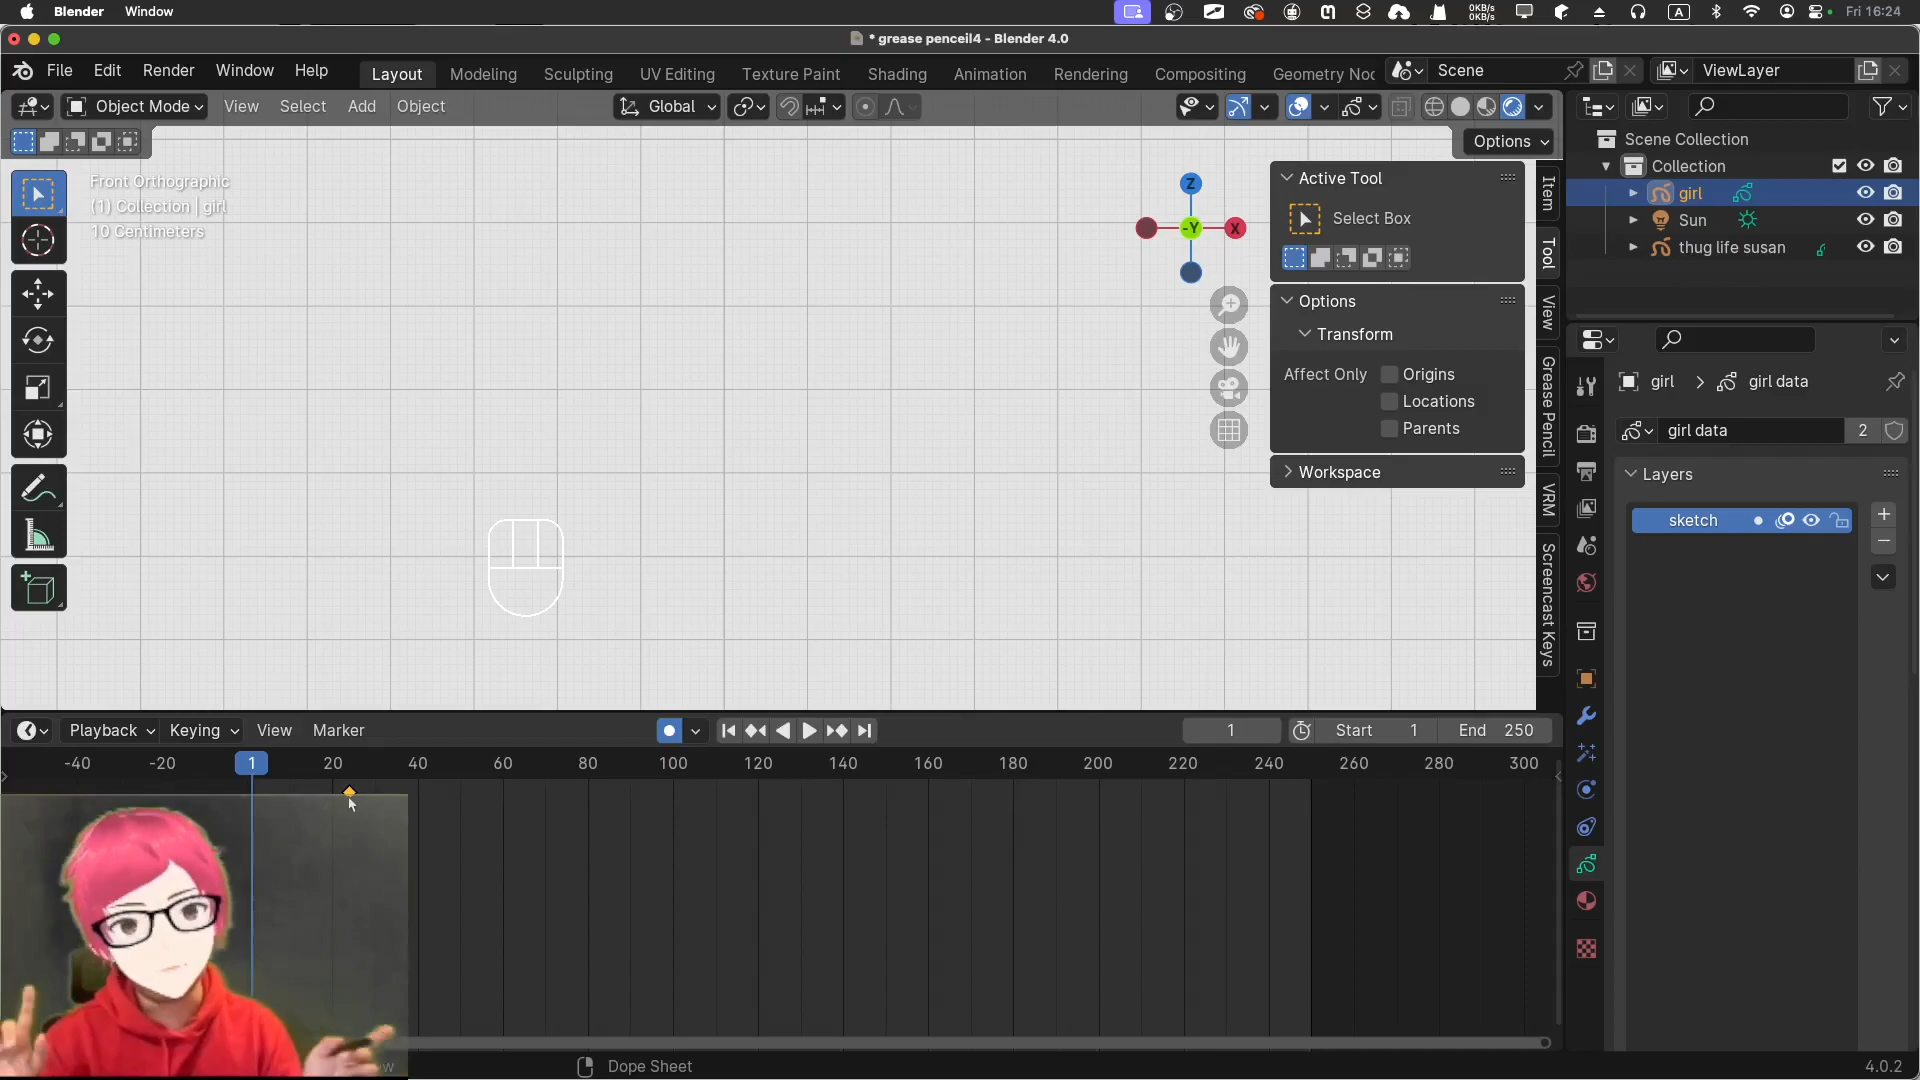 Blender Window
A
0KB/s
0KB/s
Fri 16:24
* grease penceil4 - Blender 4.0
File Edit Render Window Help
Layout Modeling Sculpting UV Editing Texture Paint Shading Animation Rendering Compositing Geometry Noc
Scene
ViewLayer
Object Mode View Select Add Object
Global
Options
Front Orthographic
(1) Collection | girl
10 Centimeters
Z
-Y
X
Active Tool
Select Box
Options
Transform
Affect Only Origins
Locations
Parents
Workspace
Item
Tool
View
Grease Pencil
VRM
Screencast Keys
Scene Collection
Collection
girl
Sun
thug life susan
girl > girl data
girl data 2
Layers
sketch
Playback Keying View Marker
1 Start 1 End 250
-40 -20 1 20 40 60 80 100 120 140 160 180 200 220 240 260 280 300
Dope Sheet
4.0.2